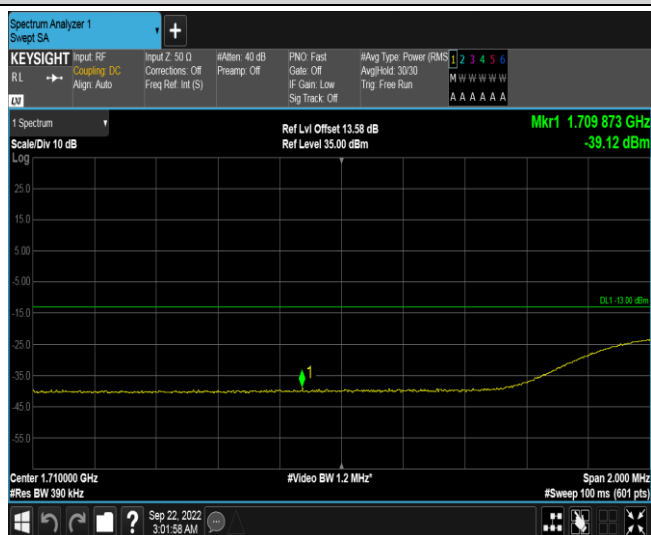 Spectrum Analyzer 1
Swept SA
+
KEYSIGHT Input: RF Input Z: 50 Ω #Atten: 40 dB PNO: Fast #Avg Type: Power (RMS 1 2 3 4 5 6
RL Coupling: DC Corrections: Off Preamp: Off Gate: Off Avg|Hold: 30/30 M W W W W W
Align: Auto Freq Ref: Int (S) IF Gain: Low Trig: Free Run
Sig Track: Off A A A A A A
LXI
1 Spectrum Ref Lvl Offset 13.58 dB Mkr1 1.709 873 GHz
Scale/Div 10 dB Ref Level 35.00 dBm -39.12 dBm
Log
25.0
15.0
5.00
-5.00
DL1 -13.00 dBm
-15.0
-25.0
-35.0
1
-45.0
-55.0
Center 1.710000 GHz #Video BW 1.2 MHz* Span 2.000 MHz
#Res BW 390 kHz #Sweep 100 ms (601 pts)
? Sep 22, 2022
3:01:58 AM